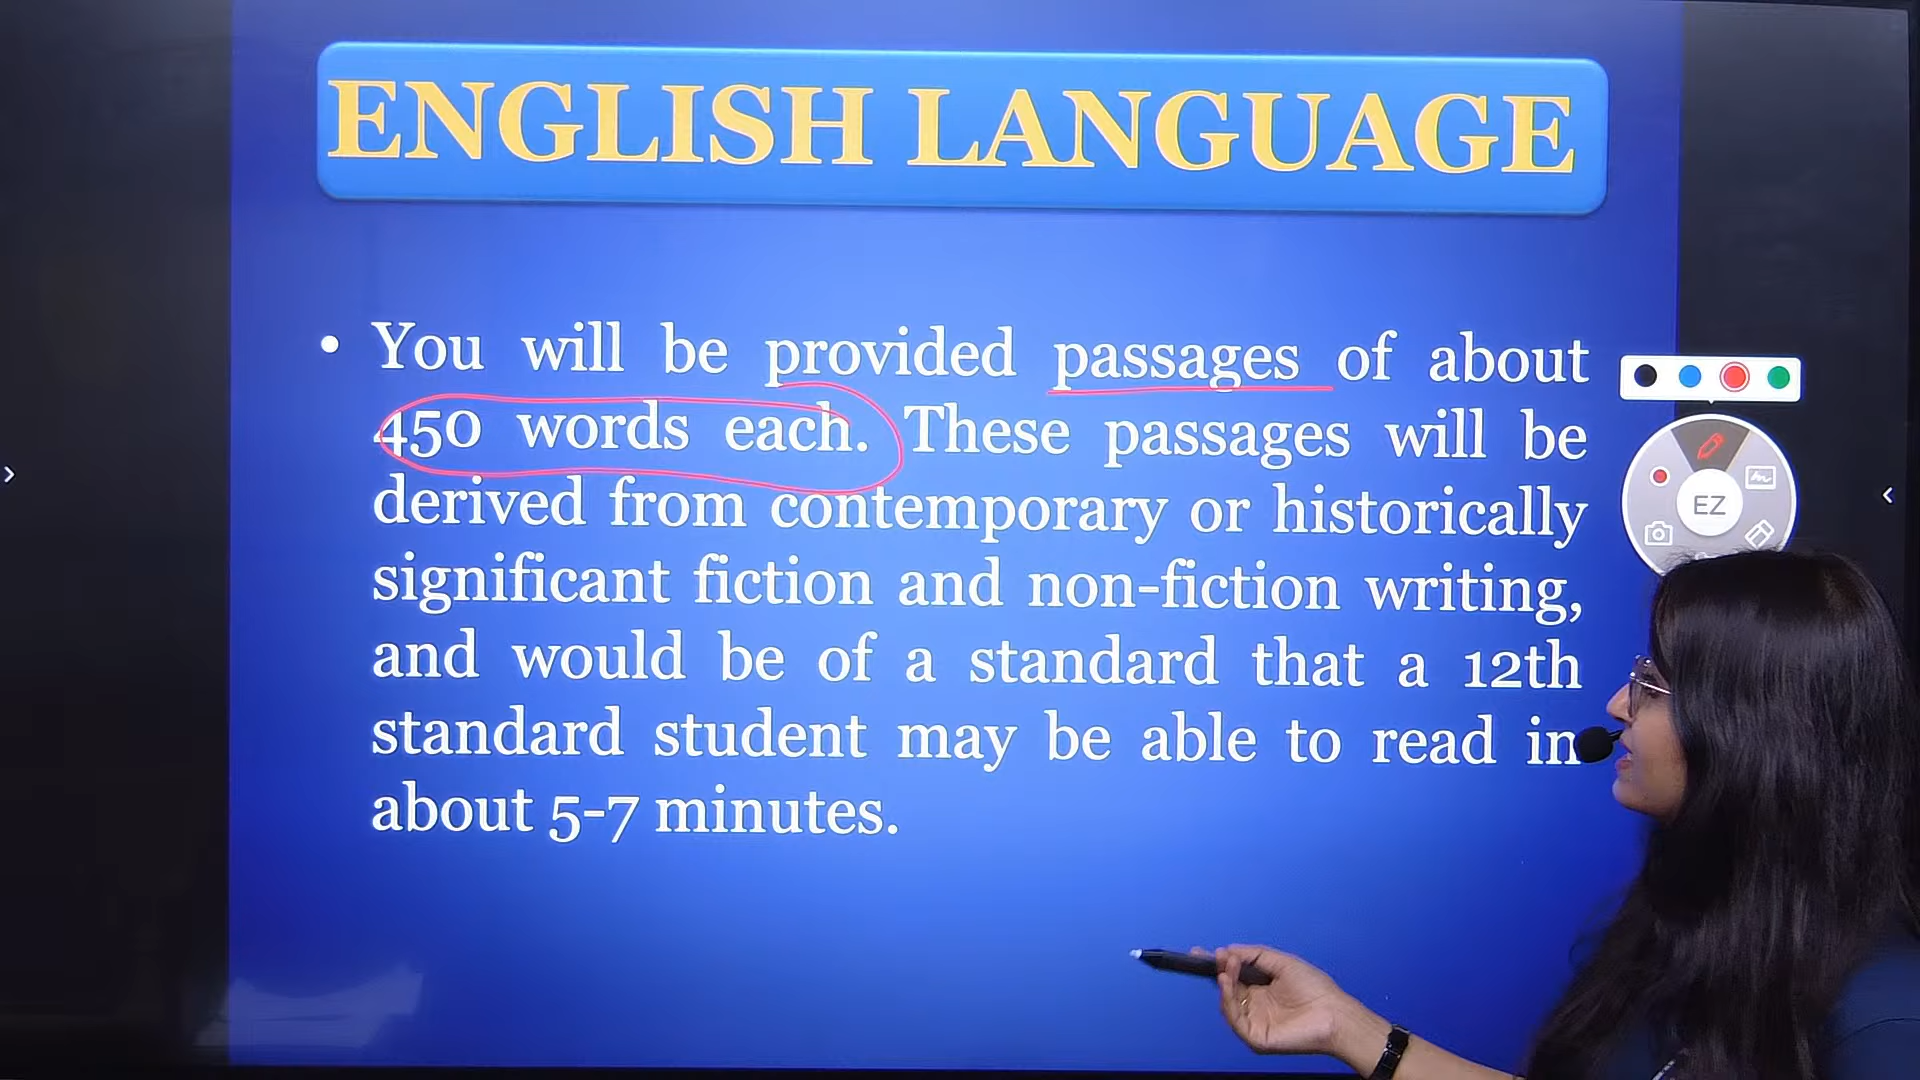 ENGLISH LANGUAGE
• You will be provided passages of about
450 words each. These passages will be
derived from contemporary or historically
significant fiction and non-fiction writing,
and would be of a standard that a 12th
standard student may be able to read in
about 5-7 minutes.
EZ